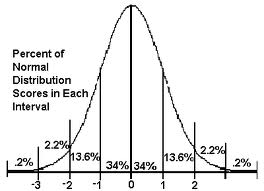 Percent of
Normal
Distribution
Scores in Each
Interval
2.2% 2.2%
.2% 13.6% 34% 34% 13.6% .2%
-3 -2 -1 0 1 2